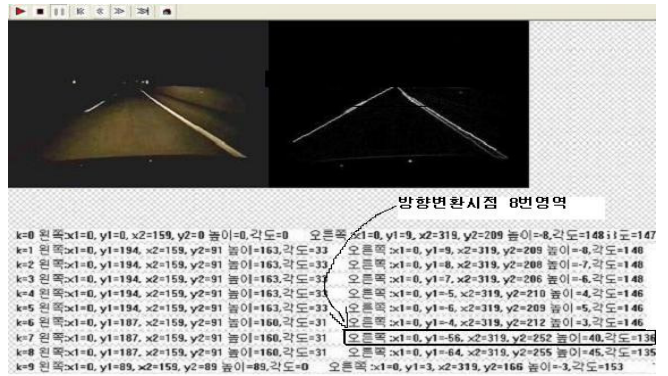 방향변환시점 8번영역
k=0 왼쪽:x1=0, y1=0, x2=159, y2=0 높이=0,각도=0 오른쪽:x1=0, y1=9, x2=319, y2=209 높이=-8,각도=148 도=147
k=1 왼쪽:x1=0, y1=194, x2=159, y2=91 높이=163,각도=33 오른쪽:x1=0, y1=9, x2=319, y2=209 높이=-8,각도=148
k=2 왼쪽:x1=0, y1=194, x2=159, y2=91 높이=163,각도=33 오른쪽:x1=0, y1=8, x2=319, y2=208 높이=-7,각도=148
k=3 왼쪽:x1=0, y1=194, x2=159, y2=91 높이=163,각도=33 오른쪽:x1=0, y1=7, x2=319, y2=206 높이=-6,각도=148
k=4 왼쪽:x1=0, y1=194, x2=159, y2=91 높이=163,각도=33 오른쪽:x1=0, y1=-5, x2=319, y2=210 높이=4,각도=146
k=5 왼쪽:x1=0, y1=194, x2=159, y2=91 높이=163,각도=33 오른쪽:x1=0, y1=-6, x2=319, y2=209 높이=5,각도=146
k=6 왼쪽:x1=0, y1=187, x2=159, y2=91 높이=160,각도=31 오른쪽:x1=0, y1=-4, x2=319, y2=212 높이=3,각도=146
k=7 왼쪽:x1=0, y1=187, x2=159, y2=91 높이=160,각도=31 오른쪽:x1=0, y1=-56, x2=319, y2=252 높이=40,각도=136
k=8 왼쪽:x1=0, y1=187, x2=159, y2=91 높이=160,각도=31 오른쪽:x1=0, y1=-64, x2=319, y2=255 높이=45,각도=135
k=9 왼쪽:x1=0, y1=89, x2=159, y2=89 높이=89,각도=0 오른쪽:x1=0, y1=3, x2=319, y2=166 높이=-3,각도=153